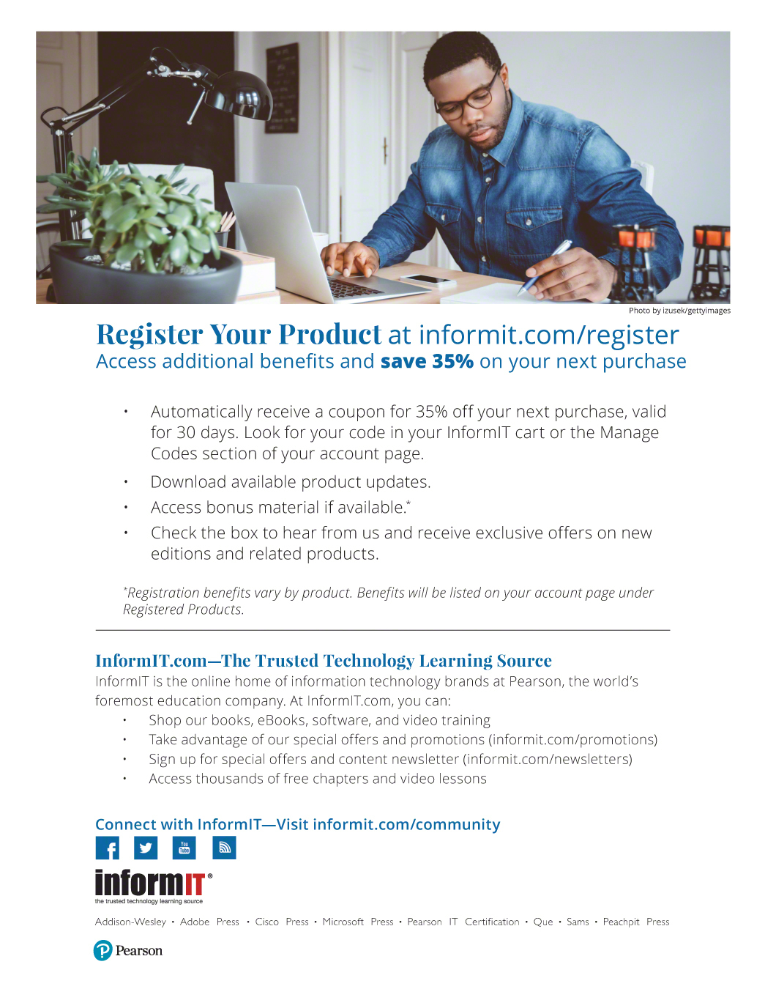 Photo by izusek/gettyimages
Register Your Product at informit.com/register
Access additional benefits and save 35% on your next purchase
• Automatically receive a coupon for 35% off your next purchase, valid
for 30 days. Look for your code in your InformIT cart or the Manage
Codes section of your account page.
• Download available product updates.
• Access bonus material if available.*
• Check the box to hear from us and receive exclusive offers on new
editions and related products.
*Registration benefits vary by product. Benefits will be listed on your account page under
Registered Products.
InformIT.com—The Trusted Technology Learning Source
InformIT is the online home of information technology brands at Pearson, the world’s
foremost education company. At InformIT.com, you can:
• Shop our books, eBooks, software, and video training
• Take advantage of our special offers and promotions (informit.com/promotions)
• Sign up for special offers and content newsletter (informit.com/newsletters)
• Access thousands of free chapters and video lessons
Connect with InformIT—Visit informit.com/community
You
Tube
informIT®
the trusted technology learning source
Addison-Wesley • Adobe Press • Cisco Press • Microsoft Press • Pearson IT Certification • Que • Sams • Peachpit Press
Pearson